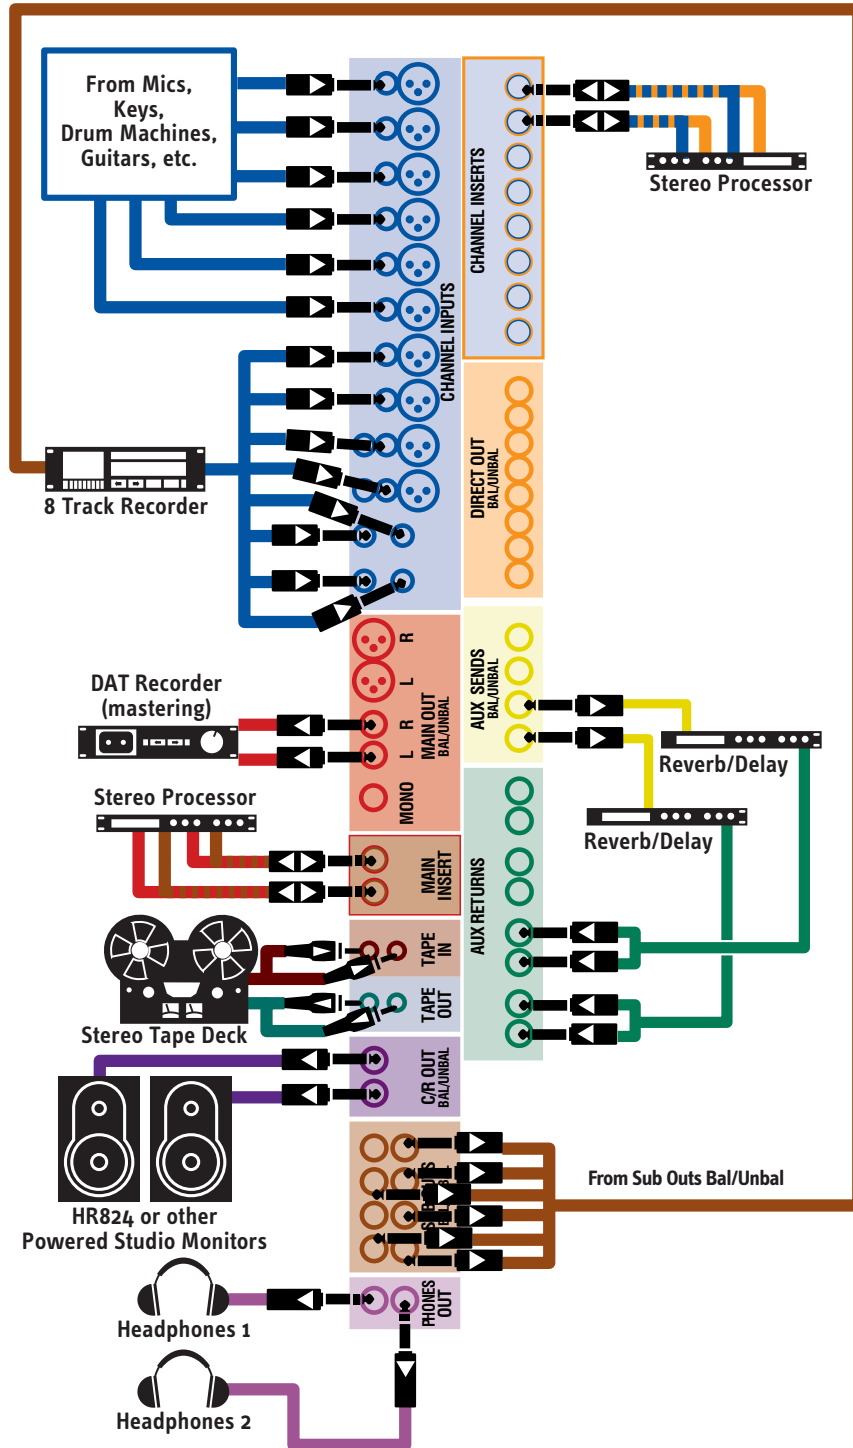 From Mics,
Keys,
Drum Machines,
Guitars, etc.
CHANNEL INPUTS
CHANNEL INSERTS
Stereo Processor
8 Track Recorder
DIRECT OUT
BAL/UNBAL
R
L
R
L
MONO
MAIN OUT
BAL/UNBAL
DAT Recorder
(mastering)
AUX SENDS
BAL/UNBAL
Reverb/Delay
Reverb/Delay
Stereo Processor
MAIN
INSERT
AUX RETURNS
TAPE
IN
TAPE
OUT
Stereo Tape Deck
C/R OUT
BAL/UNBAL
HR824 or other
Powered Studio Monitors
From Sub Outs Bal/Unbal
PHONES
OUT
Headphones 1
Headphones 2